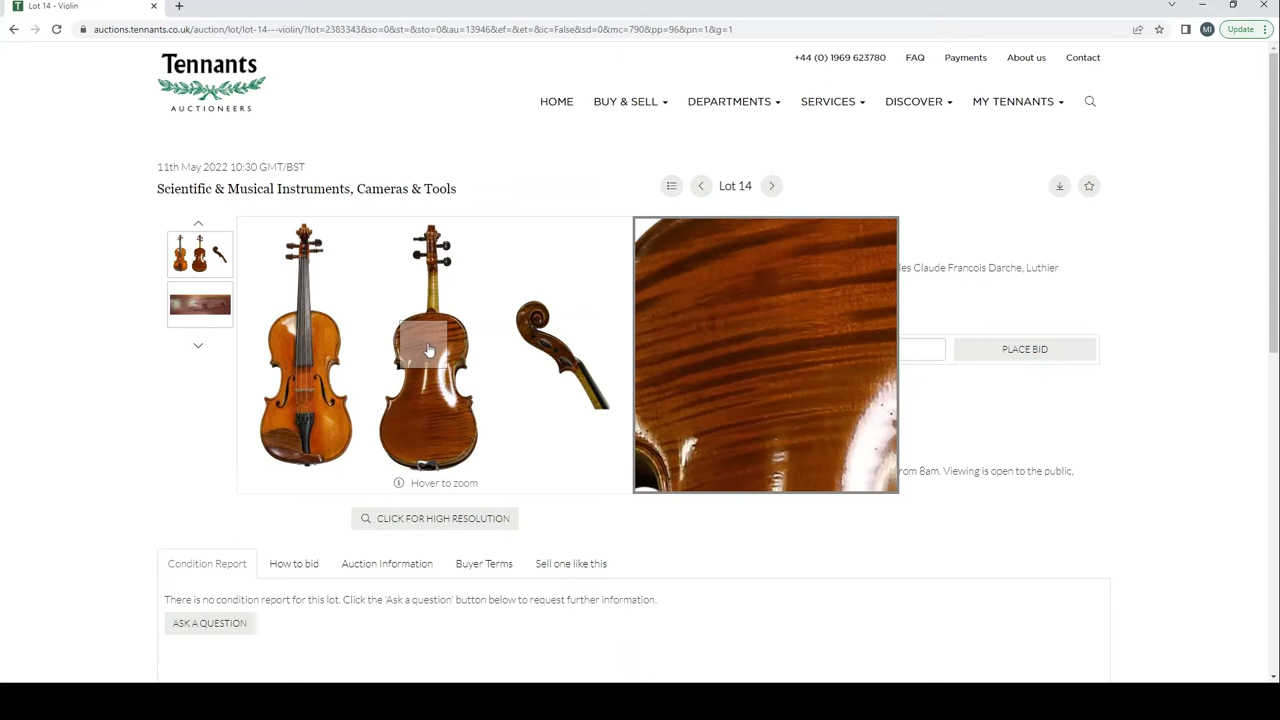 Lot 14 - Violin
auctions.tennants.co.uk/auction/lot/lot-14---violin/?lot=2383343&so=0&st=&sto=0&au=13946&ef=&et=&ic=False&sd=0&mc=790&pp=96&pn=1&g=1
MI
Update
Tennants
AUCTIONEERS
+44 (0) 1969 623780 FAQ Payments About us Contact
HOME BUY & SELL DEPARTMENTS SERVICES DISCOVER MY TENNANTS
11th May 2022 10:30 GMT/BST
Scientific & Musical Instruments, Cameras & Tools
Lot 14
Claude Francois Darche, Luthier
PLACE BID
from 8am. Viewing is open to the public,
Hover to zoom
CLICK FOR HIGH RESOLUTION
Condition Report How to bid Auction Information Buyer Terms Sell one like this
There is no condition report for this lot. Click the 'Ask a question' button below to request further information.
ASK A QUESTION